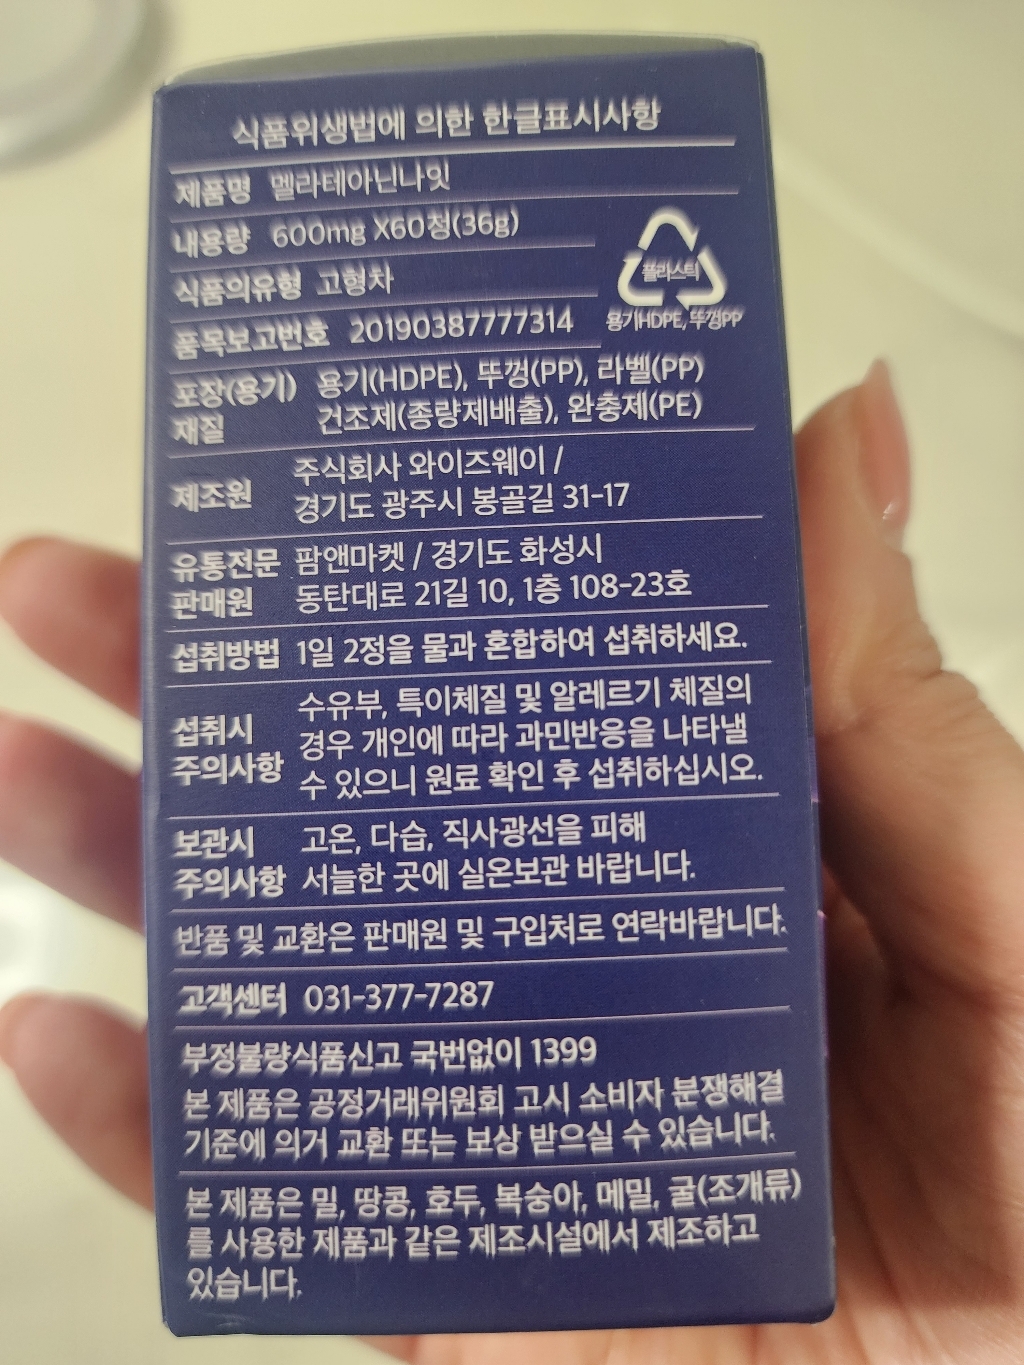 식품위생법에 의한 한글표시사항
제품명 멜라테아닌나잇
내용량 600mg X60정(36g)
식품의유형 고형차
품목보고번호 20190387777314
플라스틱
용기HDPE, 뚜껑PP
포장(용기) 재질 용기(HDPE), 뚜껑(PP), 라벨(PP)
건조제(종량제배출), 완충제(PE)
제조원 주식회사 와이즈웨이 /
경기도 광주시 봉골길 31-17
유통전문 판매원 팜앤마켓 / 경기도 화성시
동탄대로 21길 10, 1층 108-23호
섭취방법 1일 2정을 물과 혼합하여 섭취하세요.
섭취시 주의사항 수유부, 특이체질 및 알레르기 체질의
경우 개인에 따라 과민반응을 나타낼
수 있으니 원료 확인 후 섭취하십시오.
보관시 주의사항 고온, 다습, 직사광선을 피해
서늘한 곳에 실온보관 바랍니다.
반품 및 교환은 판매원 및 구입처로 연락바랍니다.
고객센터 031-377-7287
부정불량식품신고 국번없이 1399
본 제품은 공정거래위원회 고시 소비자 분쟁해결
기준에 의거 교환 또는 보상 받으실 수 있습니다.
본 제품은 밀, 땅콩, 호두, 복숭아, 메밀, 굴(조개류)
를 사용한 제품과 같은 제조시설에서 제조하고
있습니다.